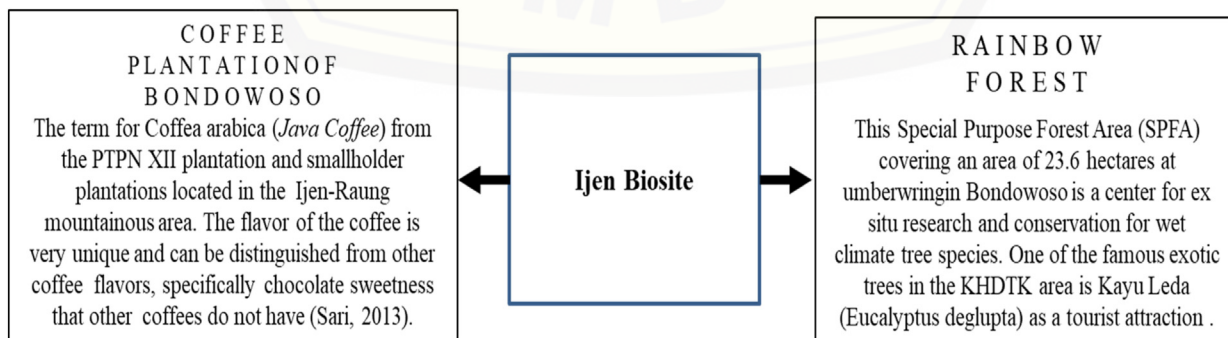 COFFEE
PLANTATIONOF
BONDOWOSO
The term for Coffea arabica (Java Coffee) from
the PTPN XII plantation and smallholder
plantations located in the Ijen-Raung
mountainous area. The flavor of the coffee is
very unique and can be distinguished from other
coffee flavors, specifically chocolate sweetness
that other coffees do not have (Sari, 2013).
Ijen Biosite
RAINBOW
FOREST
This Special Purpose Forest Area (SPFA)
covering an area of 23.6 hectares at
umberwringin Bondowoso is a center for ex
situ research and conservation for wet
climate tree species. One of the famous exotic
trees in the KHDTK area is Kayu Leda
(Eucalyptus deglupta) as a tourist attraction .